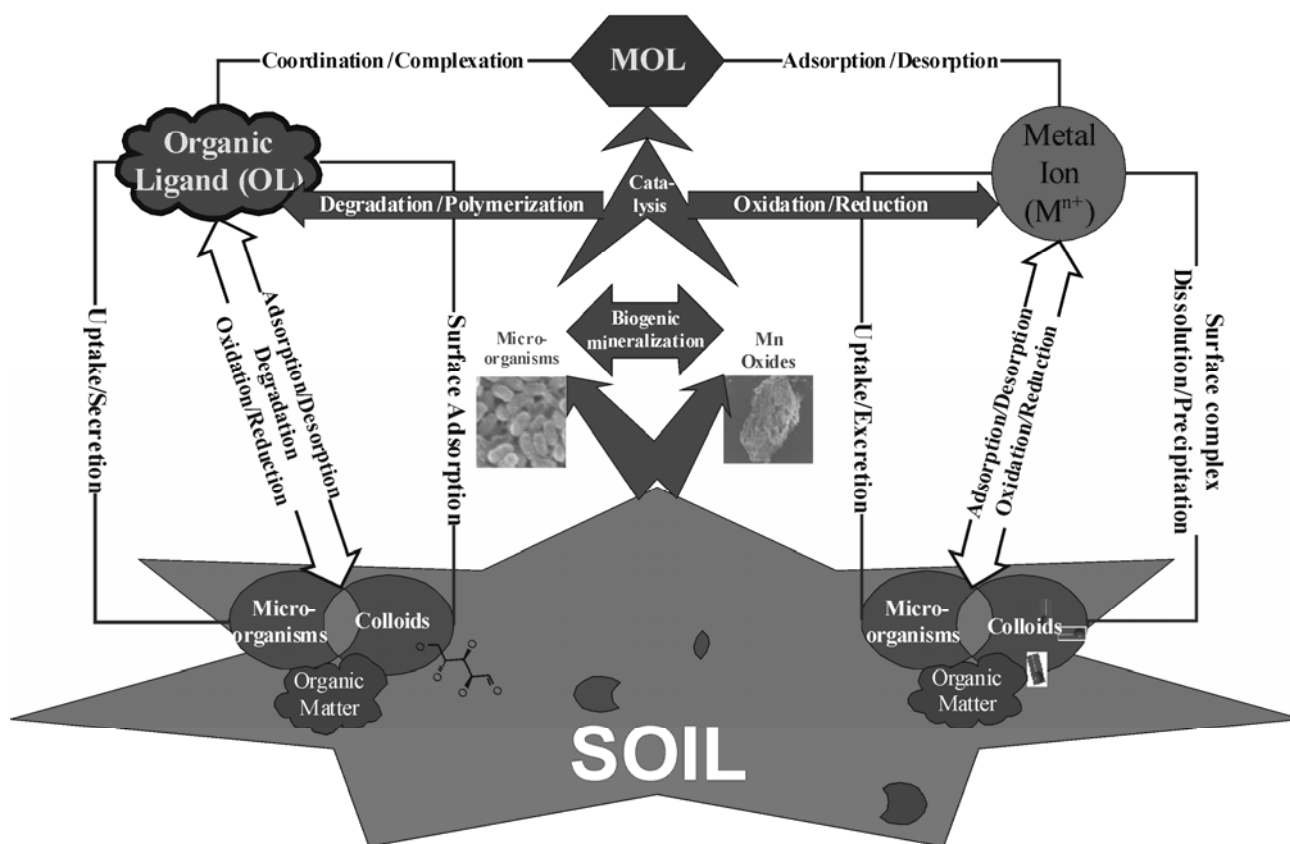 MOL
Coordination/Complexation
Adsorption/Desorption
Organic
Ligand (OL)
Metal
Ion
(Mⁿ⁺)
Cata-
lysis
Degradation/Polymerization
Oxidation/Reduction
Biogenic
mineralization
Micro-
organisms
Mn
Oxides
Uptake/Secretion
Adsorption/Desorption
Degradation
Oxidation/Reduction
Surface Adsorption
Uptake/Excretion
Adsorption/Desorption
Oxidation/Reduction
Surface complex
Dissolution/Precipitation
Micro-
organisms
Colloids
Organic
Matter
O
O
O
O
O
O
Micro-
organisms
Colloids
Organic
Matter
SOIL